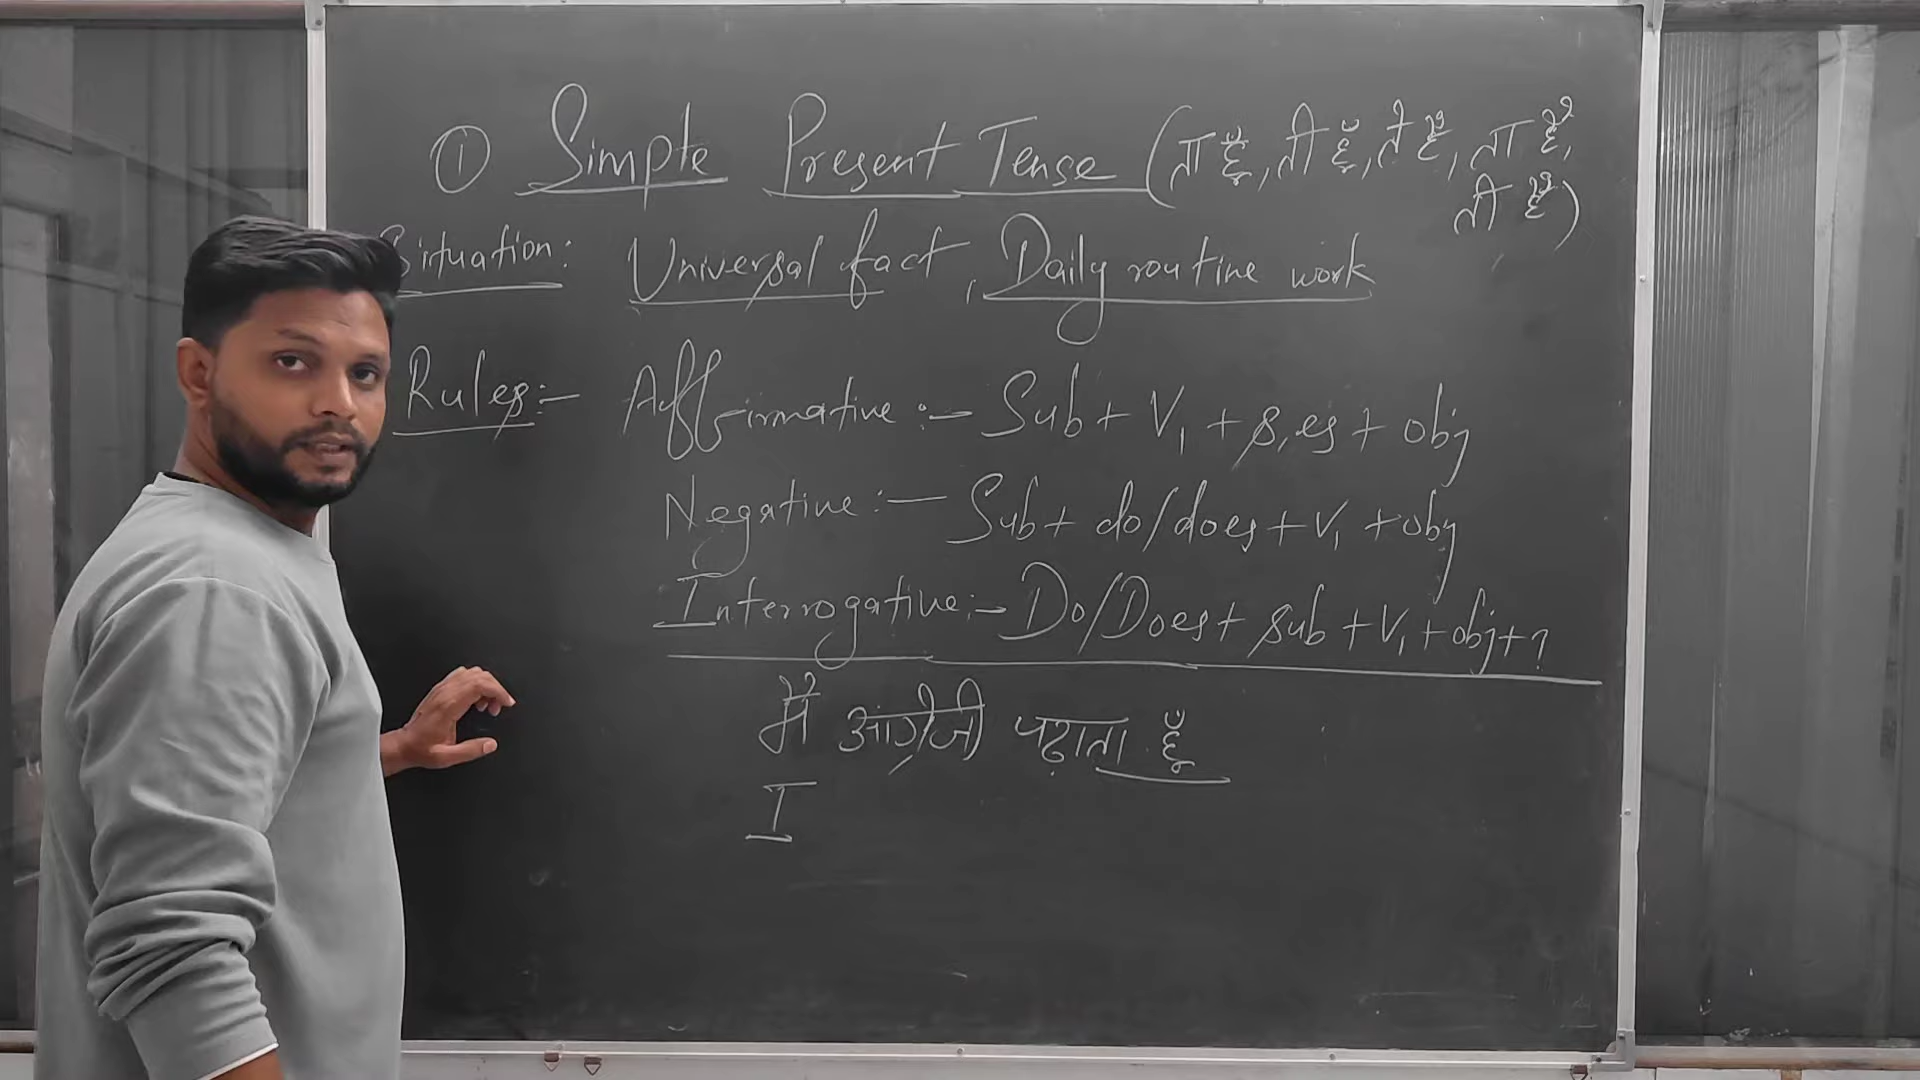 ① Simple Present Tense (ता हूँ, ती हूँ, ते हैं, ता है,
ती है)
Situation: Universal fact, Daily routine work
Rules:- Affirmative:- Sub + V₁ + s, es + obj
Negative:- Sub + do/does + V₁ + obj
Interrogative:- Do/Does + sub + V₁ + obj + ?
मैं अंग्रेजी पढ़ाता हूँ
I